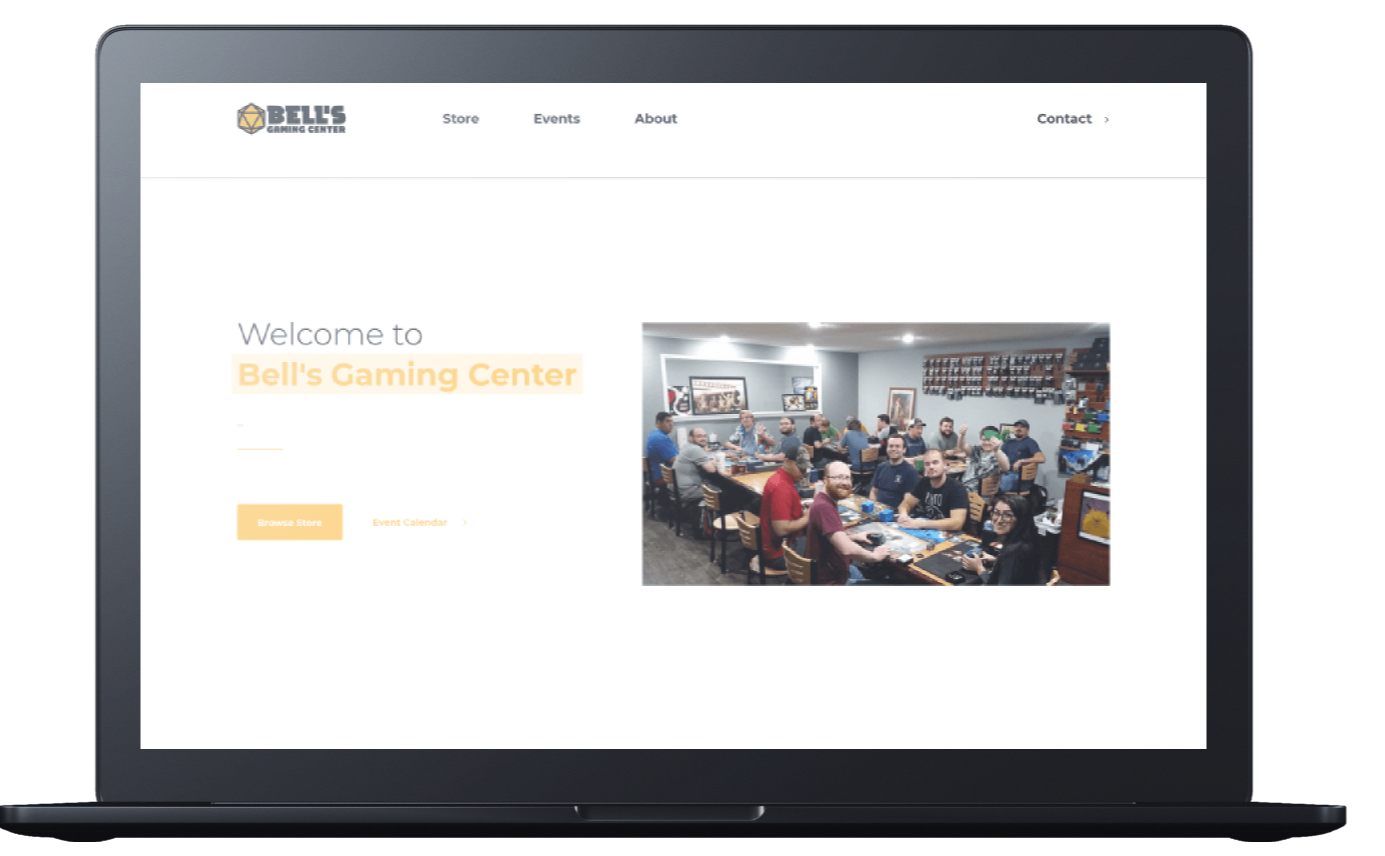 BELL'S
GAMING CENTER
Store
Events
About
Contact >
Welcome to
Bell's Gaming Center
Browse Store
Event Calendar >